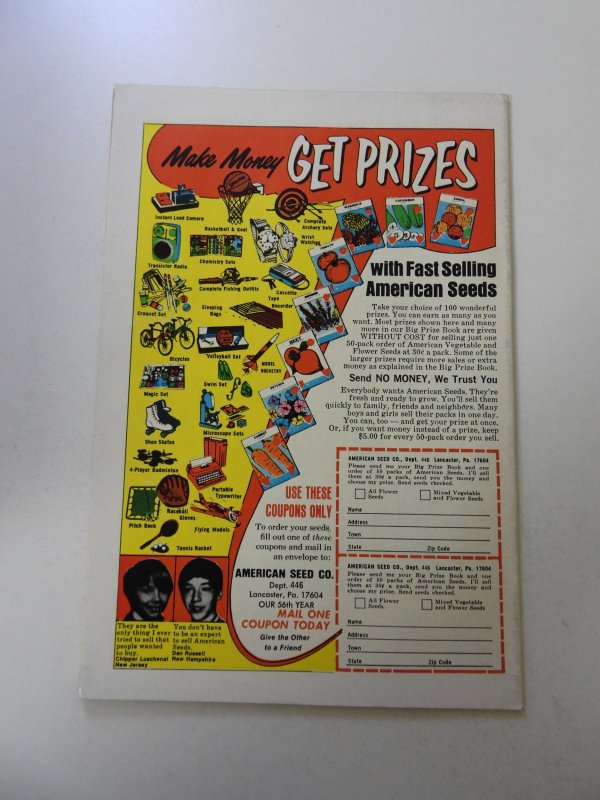 Make Money GET PRIZES
Instant Load Camera
Basketball & Goal
Complete
Archery Sets
Wrist
Watches
Transistor Radio
Chemistry Sets
Complete Fishing Outfits
Cassette
Tape
Recorder
Croquet Set
Sleeping
Bags
Bicycles
Volleyball Set
MODEL
ROCKETRY
Swim Set
Magic Set
Shoe Skates
Microscope Sets
4-Player Badminton
Portable
Typewriter
Pitch Back
Baseball
Gloves
Flying Models
Tennis Racket
CUCUMBER
with Fast Selling
American Seeds
Take your choice of 100 wonderful
prizes. You can earn as many as you
want. Most prizes shown here and many
more in our Big Prize Book are given
WITHOUT COST for selling just one
50-pack order of American Vegetable and
Flower Seeds at 30¢ a pack. Some of the
larger prizes require more sales or extra
money as explained in the Big Prize Book.
Send NO MONEY, We Trust You
Everybody wants American Seeds. They're
fresh and ready to grow. You'll sell them
quickly to family, friends and neighbors. Many
boys and girls sell their packs in one day.
You can, too — and get your prize at once.
Or, if you want money instead of a prize, keep
$5.00 for every 50-pack order you sell.
USE THESE
COUPONS ONLY
To order your seeds,
fill out one of these
coupons and mail in
an envelope to:
AMERICAN SEED CO.
Dept. 446
Lancaster, Pa. 17604
OUR 56th YEAR
MAIL ONE
COUPON TODAY
Give the Other
to a Friend
They are the
only thing I ever
tried to sell that
people wanted
to buy.
Chipper Luschenat
New Jersey
You don't have
to be an expert
to sell American
Seeds.
Dan Russell
New Hampshire
AMERICAN SEED CO., Dept. 446 Lancaster, Pa. 17604
Please send me your Big Prize Book and one
order of 50 packs of American Seeds. I'll sell
them at 30¢ a pack, send you the money and
choose my prize. Send seeds checked.
All Flower
Seeds
Mixed Vegetable
and Flower Seeds
Name
Address
Town
State Zip Code
AMERICAN SEED CO., Dept. 446 Lancaster, Pa. 17604
Please send me your Big Prize Book and one
order of 50 packs of American Seeds. I'll sell
them at 30¢ a pack, send you the money and
choose my prize. Send seeds checked.
All Flower
Seeds
Mixed Vegetable
and Flower Seeds
Name
Address
Town
State Zip Code